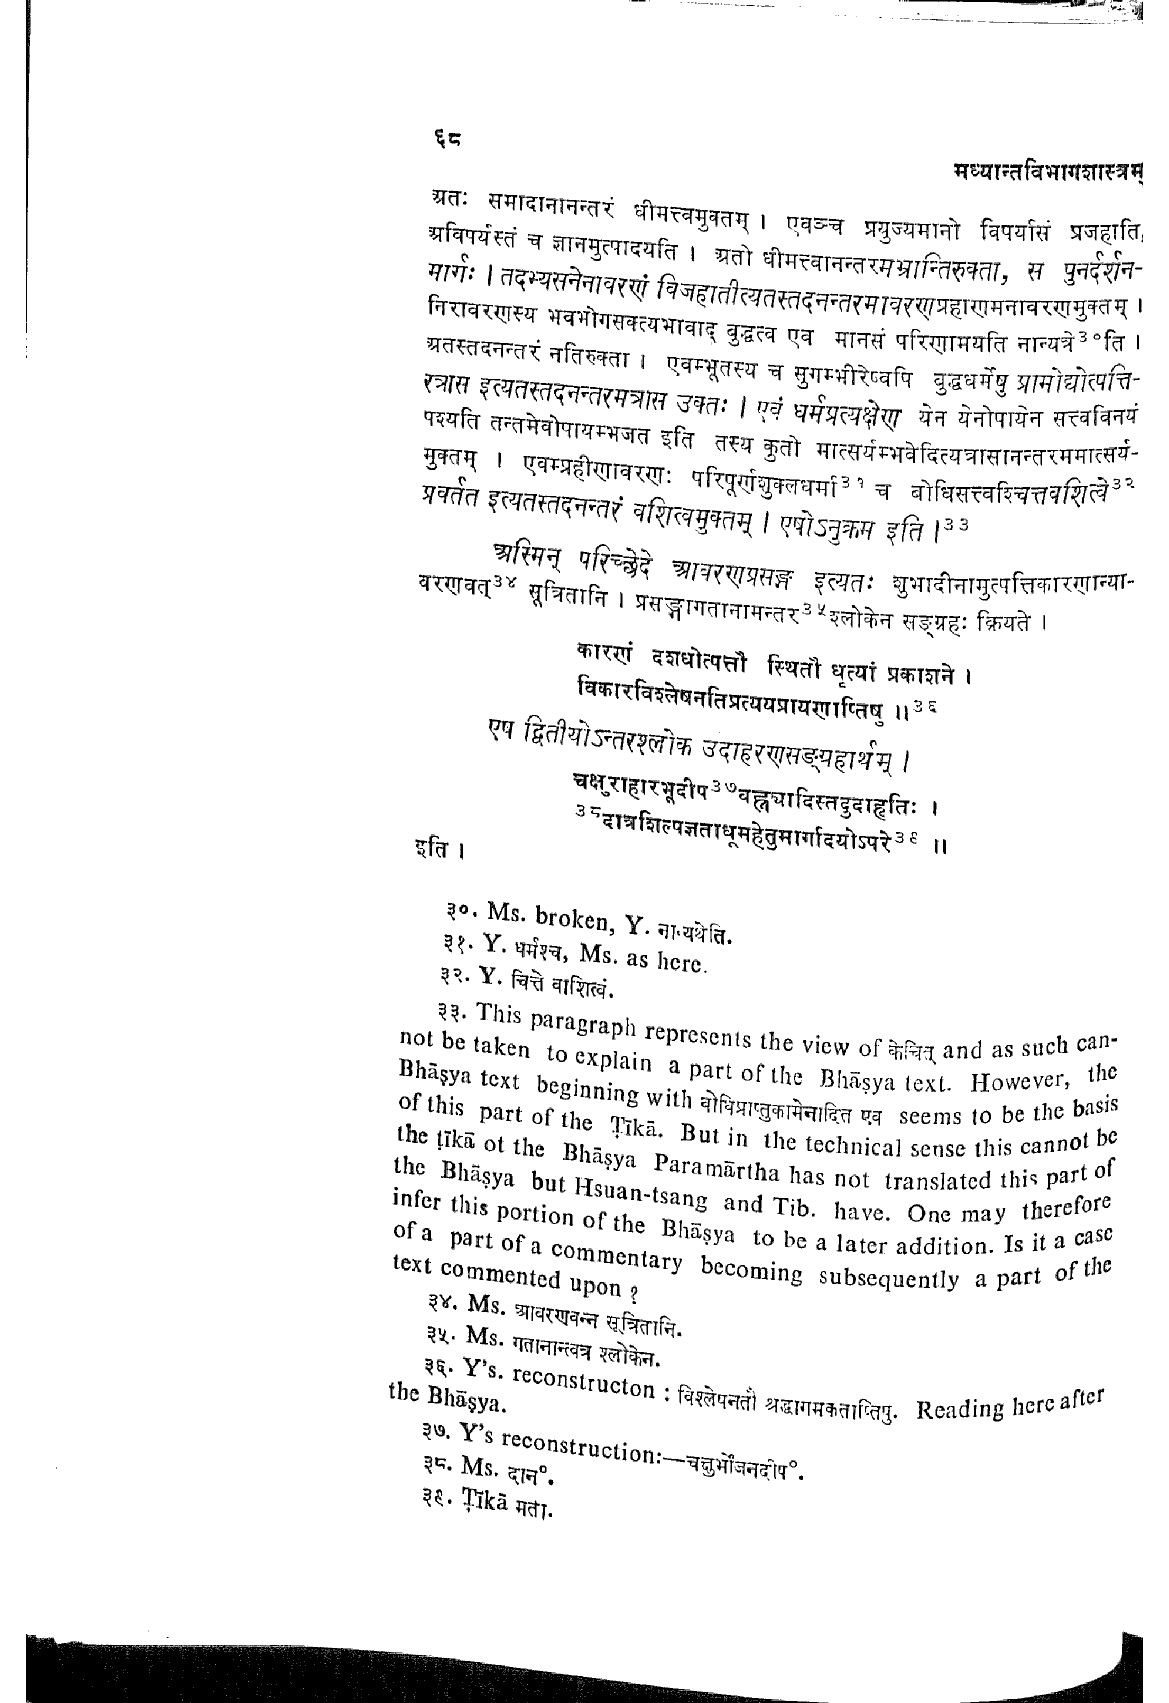 ६८
मध्यान्तविभागशास्त्रम्
अतः समादानानन्तरं धीमत्त्वमुक्तम् । एवञ्च प्रयुज्यमानो विपर्यासं प्रजहाति,
अविपर्यस्तं च ज्ञानमुत्पादयति । अतो धीमत्त्वानन्तरमभ्रान्तिरुक्ता, स पुनर्दर्शन-
मार्गः । तदभ्यसनेनावरणं विजहातीत्यतस्तदनन्तरमावरणप्रहाणमनावरणमुक्तम् ।
निरावरणस्य भवभोगसक्त्यभावाद् बुद्धत्व एव मानसं परिणामयति नान्यत्रे३०ति ।
अतस्तदनन्तरं नतिरुक्ता । एवम्भूतस्य च सुगम्भीरेष्वपि बुद्धधर्मेषु प्रामोद्योत्पत्ति-
रत्रास इत्यतस्तदनन्तरमत्रास उक्तः । एवं धर्मप्रत्यक्षेण येन येनोपायेन सत्त्वविनयं
पश्यति तन्तमेवोपायम्भजत इति तस्य कुतो मात्सर्यम्भवेदित्यत्रासानन्तरममात्सर्य-
मुक्तम् । एवम्प्रहीणावरणः परिपूर्णशुक्लधर्मा३१ च बोधिसत्त्वश्चित्तवशित्वे३२
प्रवर्तत इत्यतस्तदनन्तरं वशित्वमुक्तम् । एषोऽनुक्रम इति ।३३
अस्मिन् परिच्छेदे आवरणप्रसङ्ग इत्यतः शुभादीनामुत्पत्तिकारणान्या-
वरणवत्३४ सूत्रितानि । प्रसङ्गागतानामन्तर३५श्लोकेन सङ्ग्रहः क्रियते ।
कारणं दशधोत्पत्तौ स्थितौ धृत्यां प्रकाशने ।
विकारविश्लेषनतिप्रत्ययप्रायणाप्तिषु ॥३६
एष द्वितीयोऽन्तरश्लोक उदाहरणसङ्ग्रहार्थम् ।
चक्षुराहारभूदीप३७वह्न्यादिस्तदुदाहृतिः ।
३८दात्रशिल्पज्ञताधूमहेतुमार्गादयोऽपरे३९ ॥
इति ।
३०. Ms. broken, Y. नान्यथेति.
३१. Y. धर्मश्च, Ms. as here.
३२. Y. चित्ते वाशित्वं.
३३. This paragraph represents the view of केचित् and as such can-
not be taken to explain a part of the Bhāṣya text. However, the
Bhāṣya text beginning with बोधिप्राप्तुकामेनादित एव seems to be the basis
of this part of the Ṭīkā. But in the technical sense this cannot be
the ṭīkā ot the Bhāṣya Paramārtha has not translated this part of
the Bhāṣya but Hsuan-tsang and Tib. have. One may therefore
infer this portion of the Bhāṣya to be a later addition. Is it a case
of a part of a commentary becoming subsequently a part of the
text commented upon ?
३४. Ms. आवरणवन्न सूत्रितानि.
३५. Ms. गतानान्त्वत्र श्लोकेन.
३६. Y's. reconstructon : विश्लेषनतौ श्रद्धागमकताप्तिषु. Reading here after
the Bhāṣya.
३७. Y's reconstruction:—चक्षुर्भोजनदीप°.
३८. Ms. दान°.
३९. Ṭīkā मता.